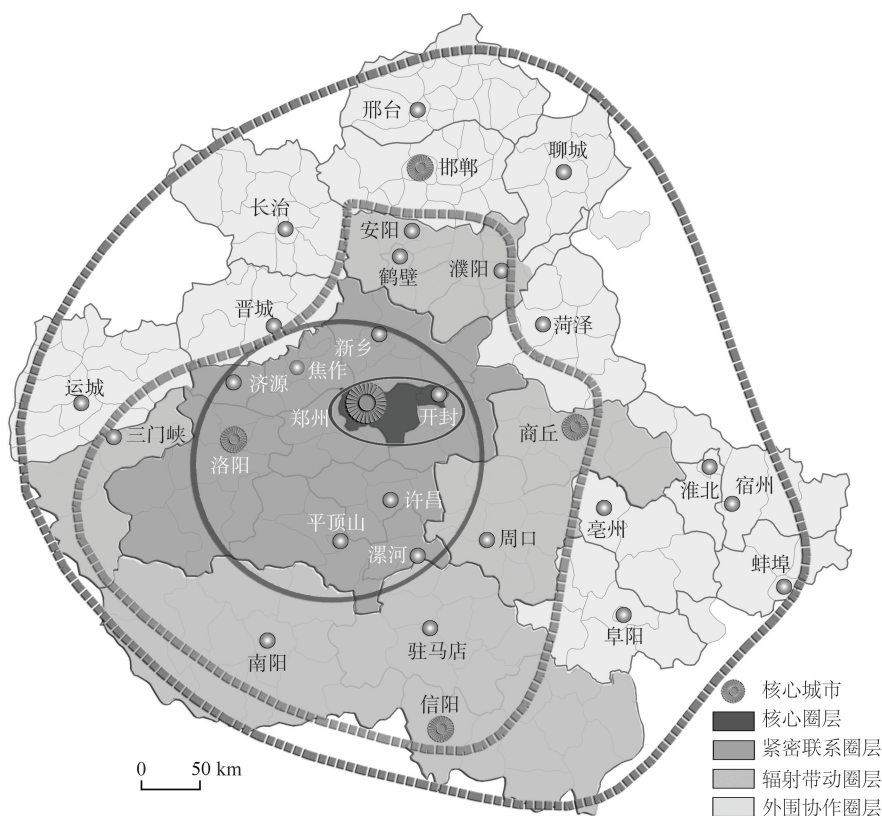 邢台
邯郸
聊城
长治
安阳
鹤壁
濮阳
晋城
菏泽
新乡
焦作
济源
运城
郑州
开封
三门峡
洛阳
商丘
淮北
宿州
许昌
平顶山
亳州
漯河
周口
蚌埠
阜阳
南阳
驻马店
信阳
核心城市
核心圈层
紧密联系圈层
辐射带动圈层
外围协作圈层
0 50 km